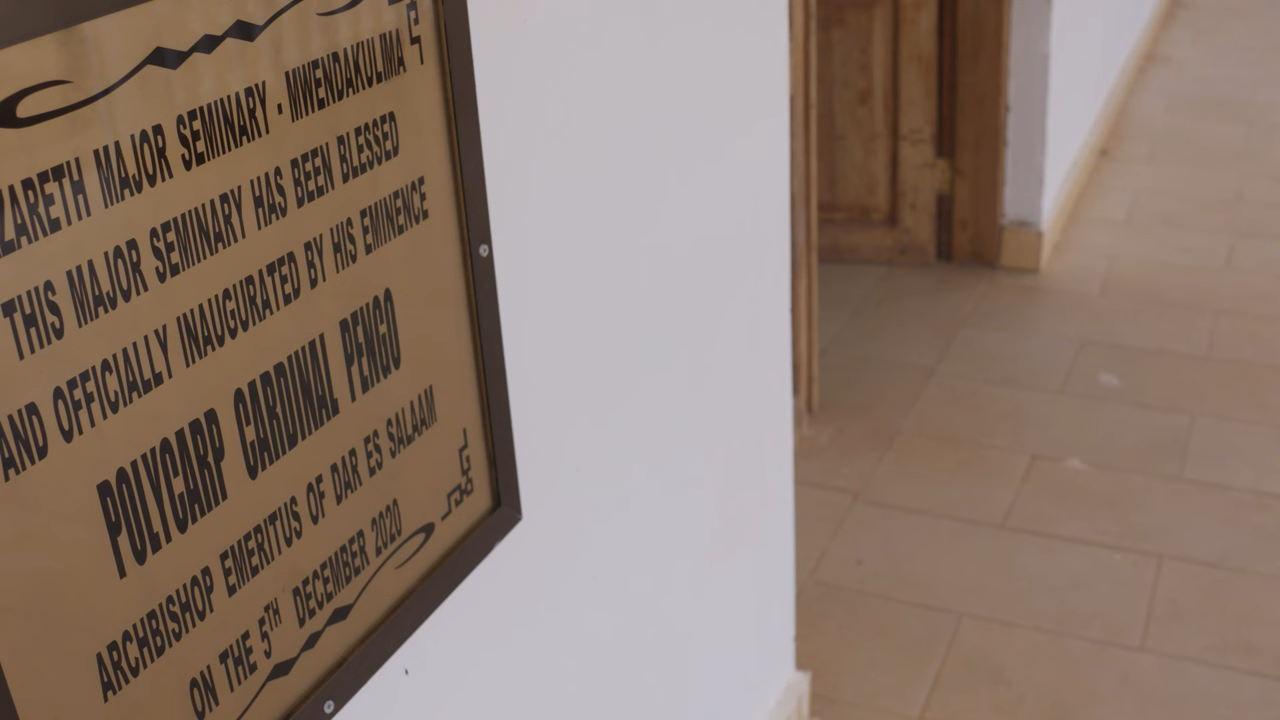 ZARETH MAJOR SEMINARY - MWENDAKULIMA
THIS MAJOR SEMINARY HAS BEEN BLESSED
AND OFFICIALLY INAUGURATED BY HIS EMINENCE
POLYCARP CARDINAL PENGO
ARCHBISHOP EMERITUS OF DAR ES SALAAM
ON THE 5TH DECEMBER 2020